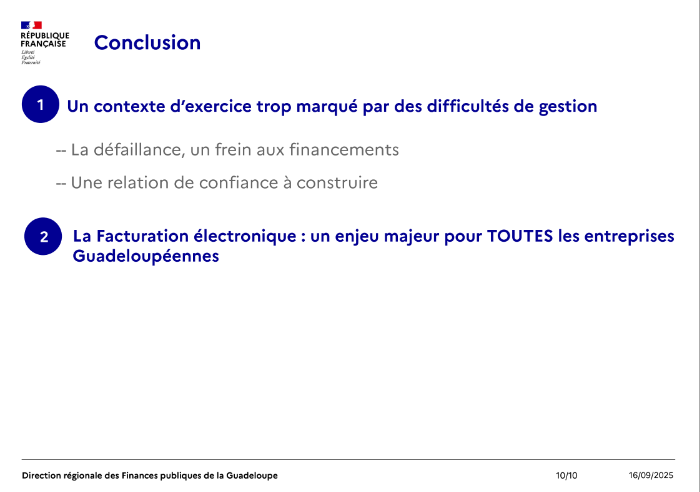 RÉPUBLIQUE
FRANÇAISE
Liberté
Égalité
Fraternité
Conclusion
1
Un contexte d'exercice trop marqué par des difficultés de gestion
-- La défaillance, un frein aux financements
-- Une relation de confiance à construire
2
La Facturation électronique : un enjeu majeur pour TOUTES les entreprises
Guadeloupéennes
Direction régionale des Finances publiques de la Guadeloupe
10/10
16/09/2025